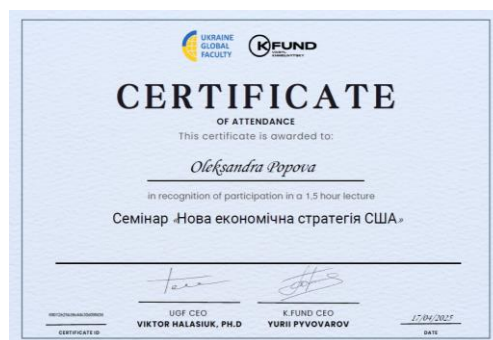 UKRAINE
GLOBAL
FACULTY
K FUND
CERTIFICATE
OF ATTENDANCE
This certificate is awarded to:
Oleksandra Popova
in recognition of participation in a 1,5 hour lecture
Семінар «Нова економічна стратегія США»
UGF CEO
VIKTOR HALASIUK, PH.D
K.FUND CEO
YURII PYVOVAROV
17/04/2025
CERTIFICATE ID
DATE